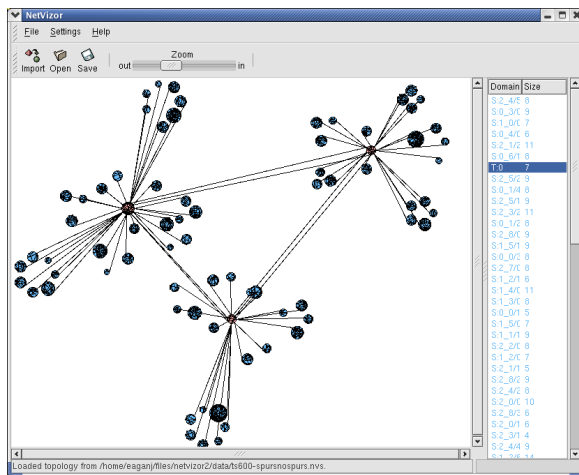 NetVizor
File Settings Help
Import Open Save
Zoom
out in
Domain Size
S:2_4/5 8
S:0_3/0 9
S:1_0/0 7
S:0_4/0 6
S:2_1/2 11
S:0_6/1 8
T:0 7
S:2_5/2 9
S:0_1/4 8
S:2_5/1 9
S:2_3/2 11
S:0_1/2 8
S:2_8/0 9
S:1_5/1 9
S:0_0/3 8
S:2_7/0 8
S:1_2/1 6
S:1_4/0 11
S:1_3/0 8
S:0_0/1 5
S:1_5/0 7
S:1_1/1 9
S:2_2/0 8
S:1_2/0 7
S:2_1/1 5
S:2_8/2 9
S:2_4/2 8
S:2_0/0 10
S:2_8/3 6
S:2_0/1 6
S:2_3/1 4
S:2_4/4 9
S:1_2/6 14
Loaded topology from /home/eaganj/files/netvizor2/data/ts600-spursnospurs.nvs.